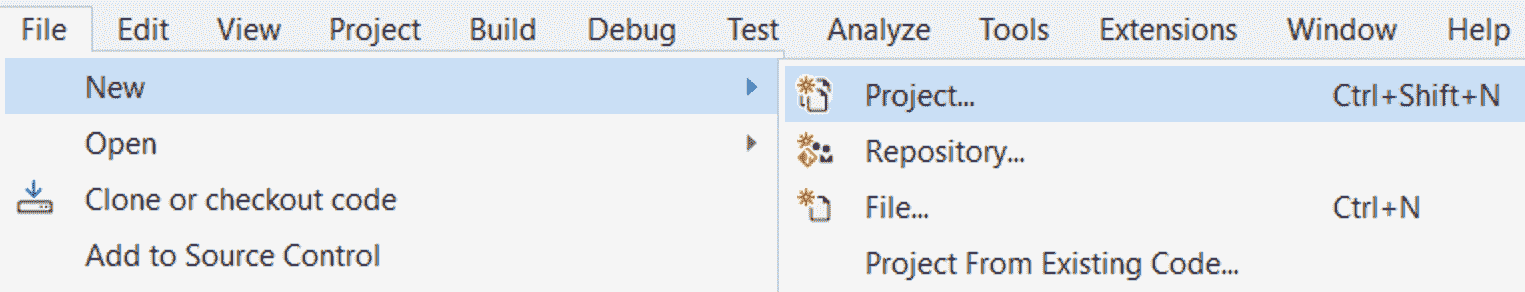 File Edit View Project Build Debug Test Analyze Tools Extensions Window Help
New
Open
Clone or checkout code
Add to Source Control
Project... Ctrl+Shift+N
Repository...
File... Ctrl+N
Project From Existing Code...